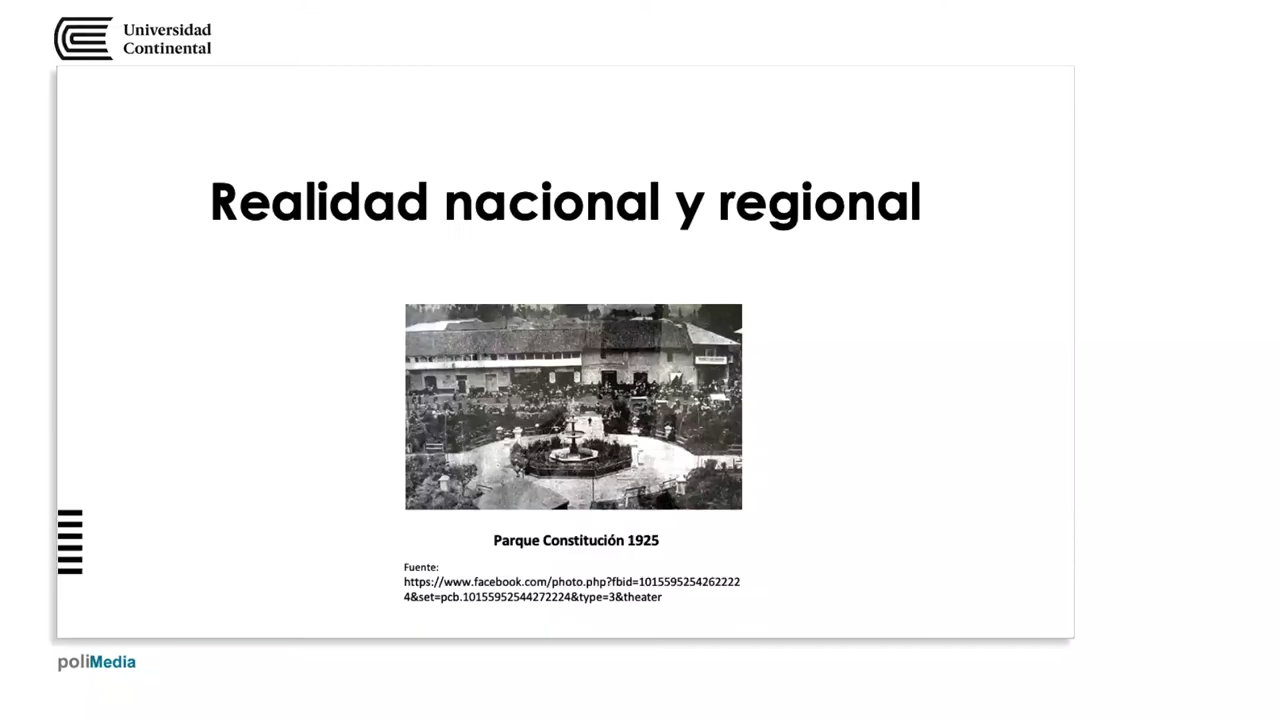 Universidad
Continental
Realidad nacional y regional
Parque Constitución 1925
Fuente:
https://www.facebook.com/photo.php?fbid=1015595254262222
4&set=pcb.10155952544272224&type=3&theater
poliMedia